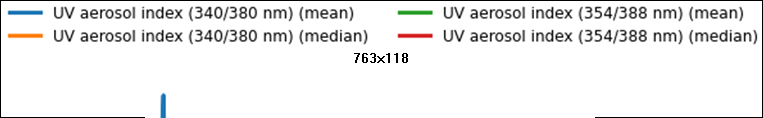 UV aerosol index (340/380 nm) (mean)
UV aerosol index (354/388 nm) (mean)
UV aerosol index (340/380 nm) (median)
UV aerosol index (354/388 nm) (median)
763×118